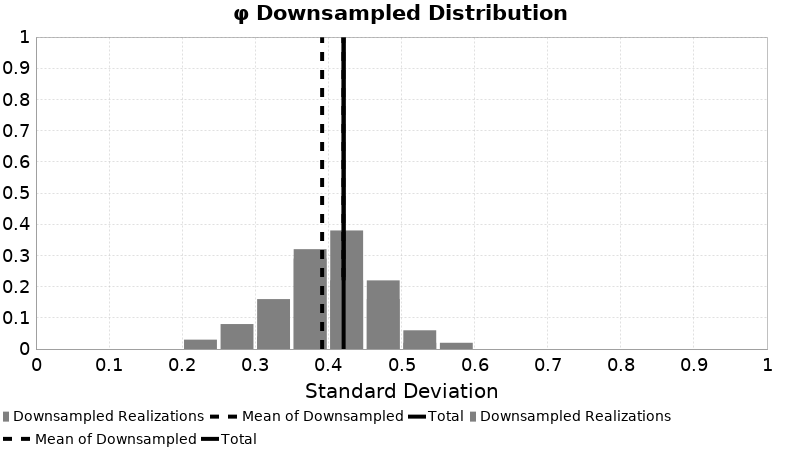 φ Downsampled Distribution
1
0.9
0.8
0.7
0.6
0.5
0.4
0.3
0.2
0.1
0
0 0.1 0.2 0.3 0.4 0.5 0.6 0.7 0.8 0.9 1
Standard Deviation
Downsampled Realizations Mean of Downsampled Total Downsampled Realizations
Mean of Downsampled Total